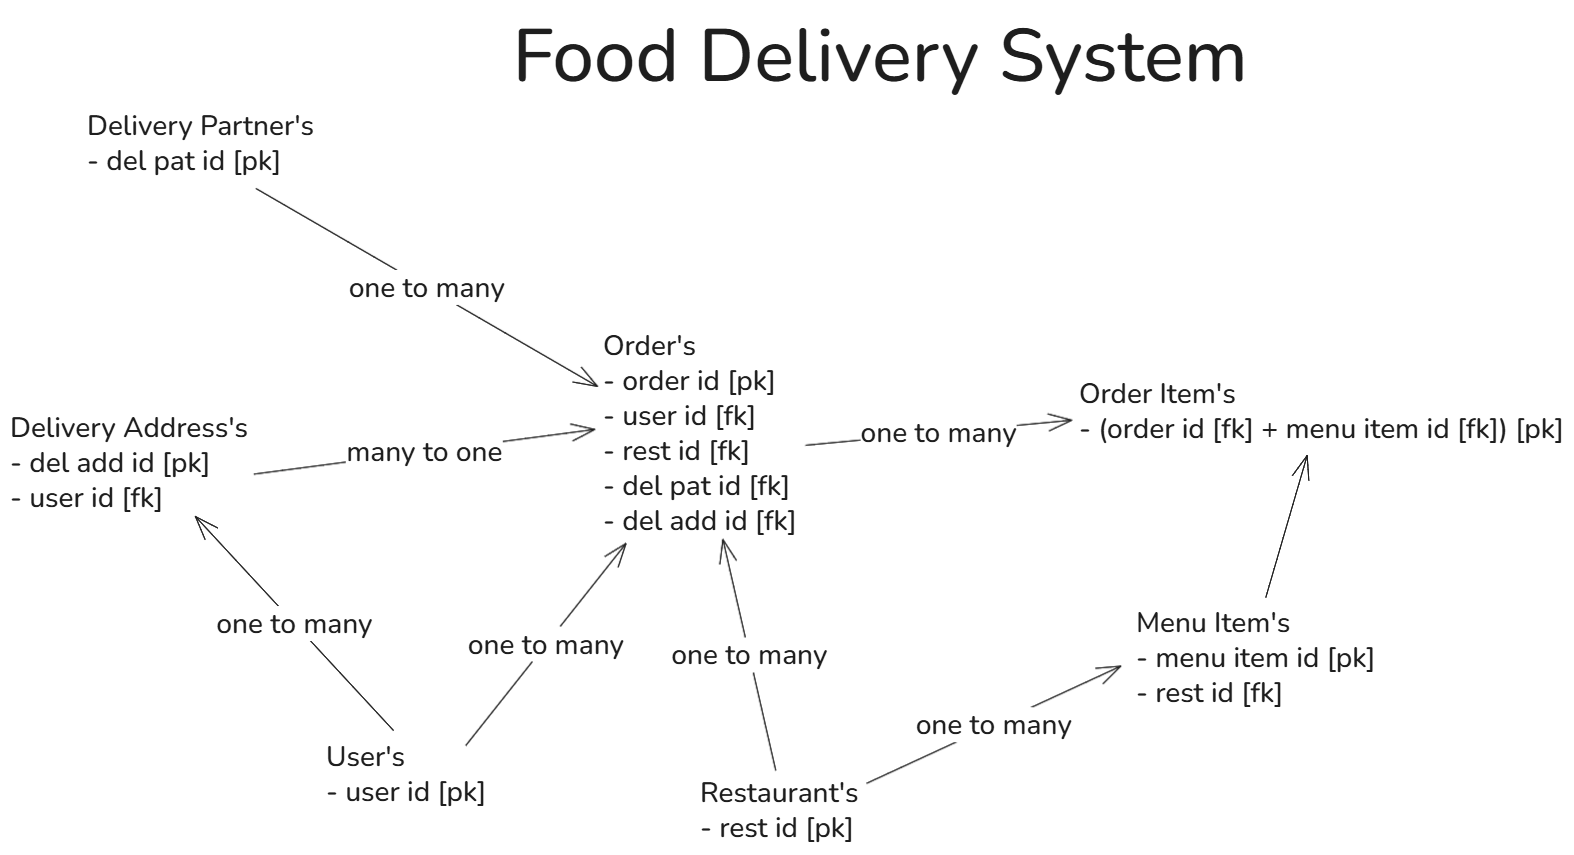 Food Delivery System
Delivery Partner's
- del pat id [pk]
one to many
Order's
- order id [pk]
- user id [fk]
- rest id [fk]
- del pat id [fk]
- del add id [fk]
Delivery Address's
- del add id [pk]
- user id [fk]
many to one
one to many
Order Item's
- (order id [fk] + menu item id [fk]) [pk]
one to many
one to many
one to many
Menu Item's
- menu item id [pk]
- rest id [fk]
one to many
User's
- user id [pk]
Restaurant's
- rest id [pk]